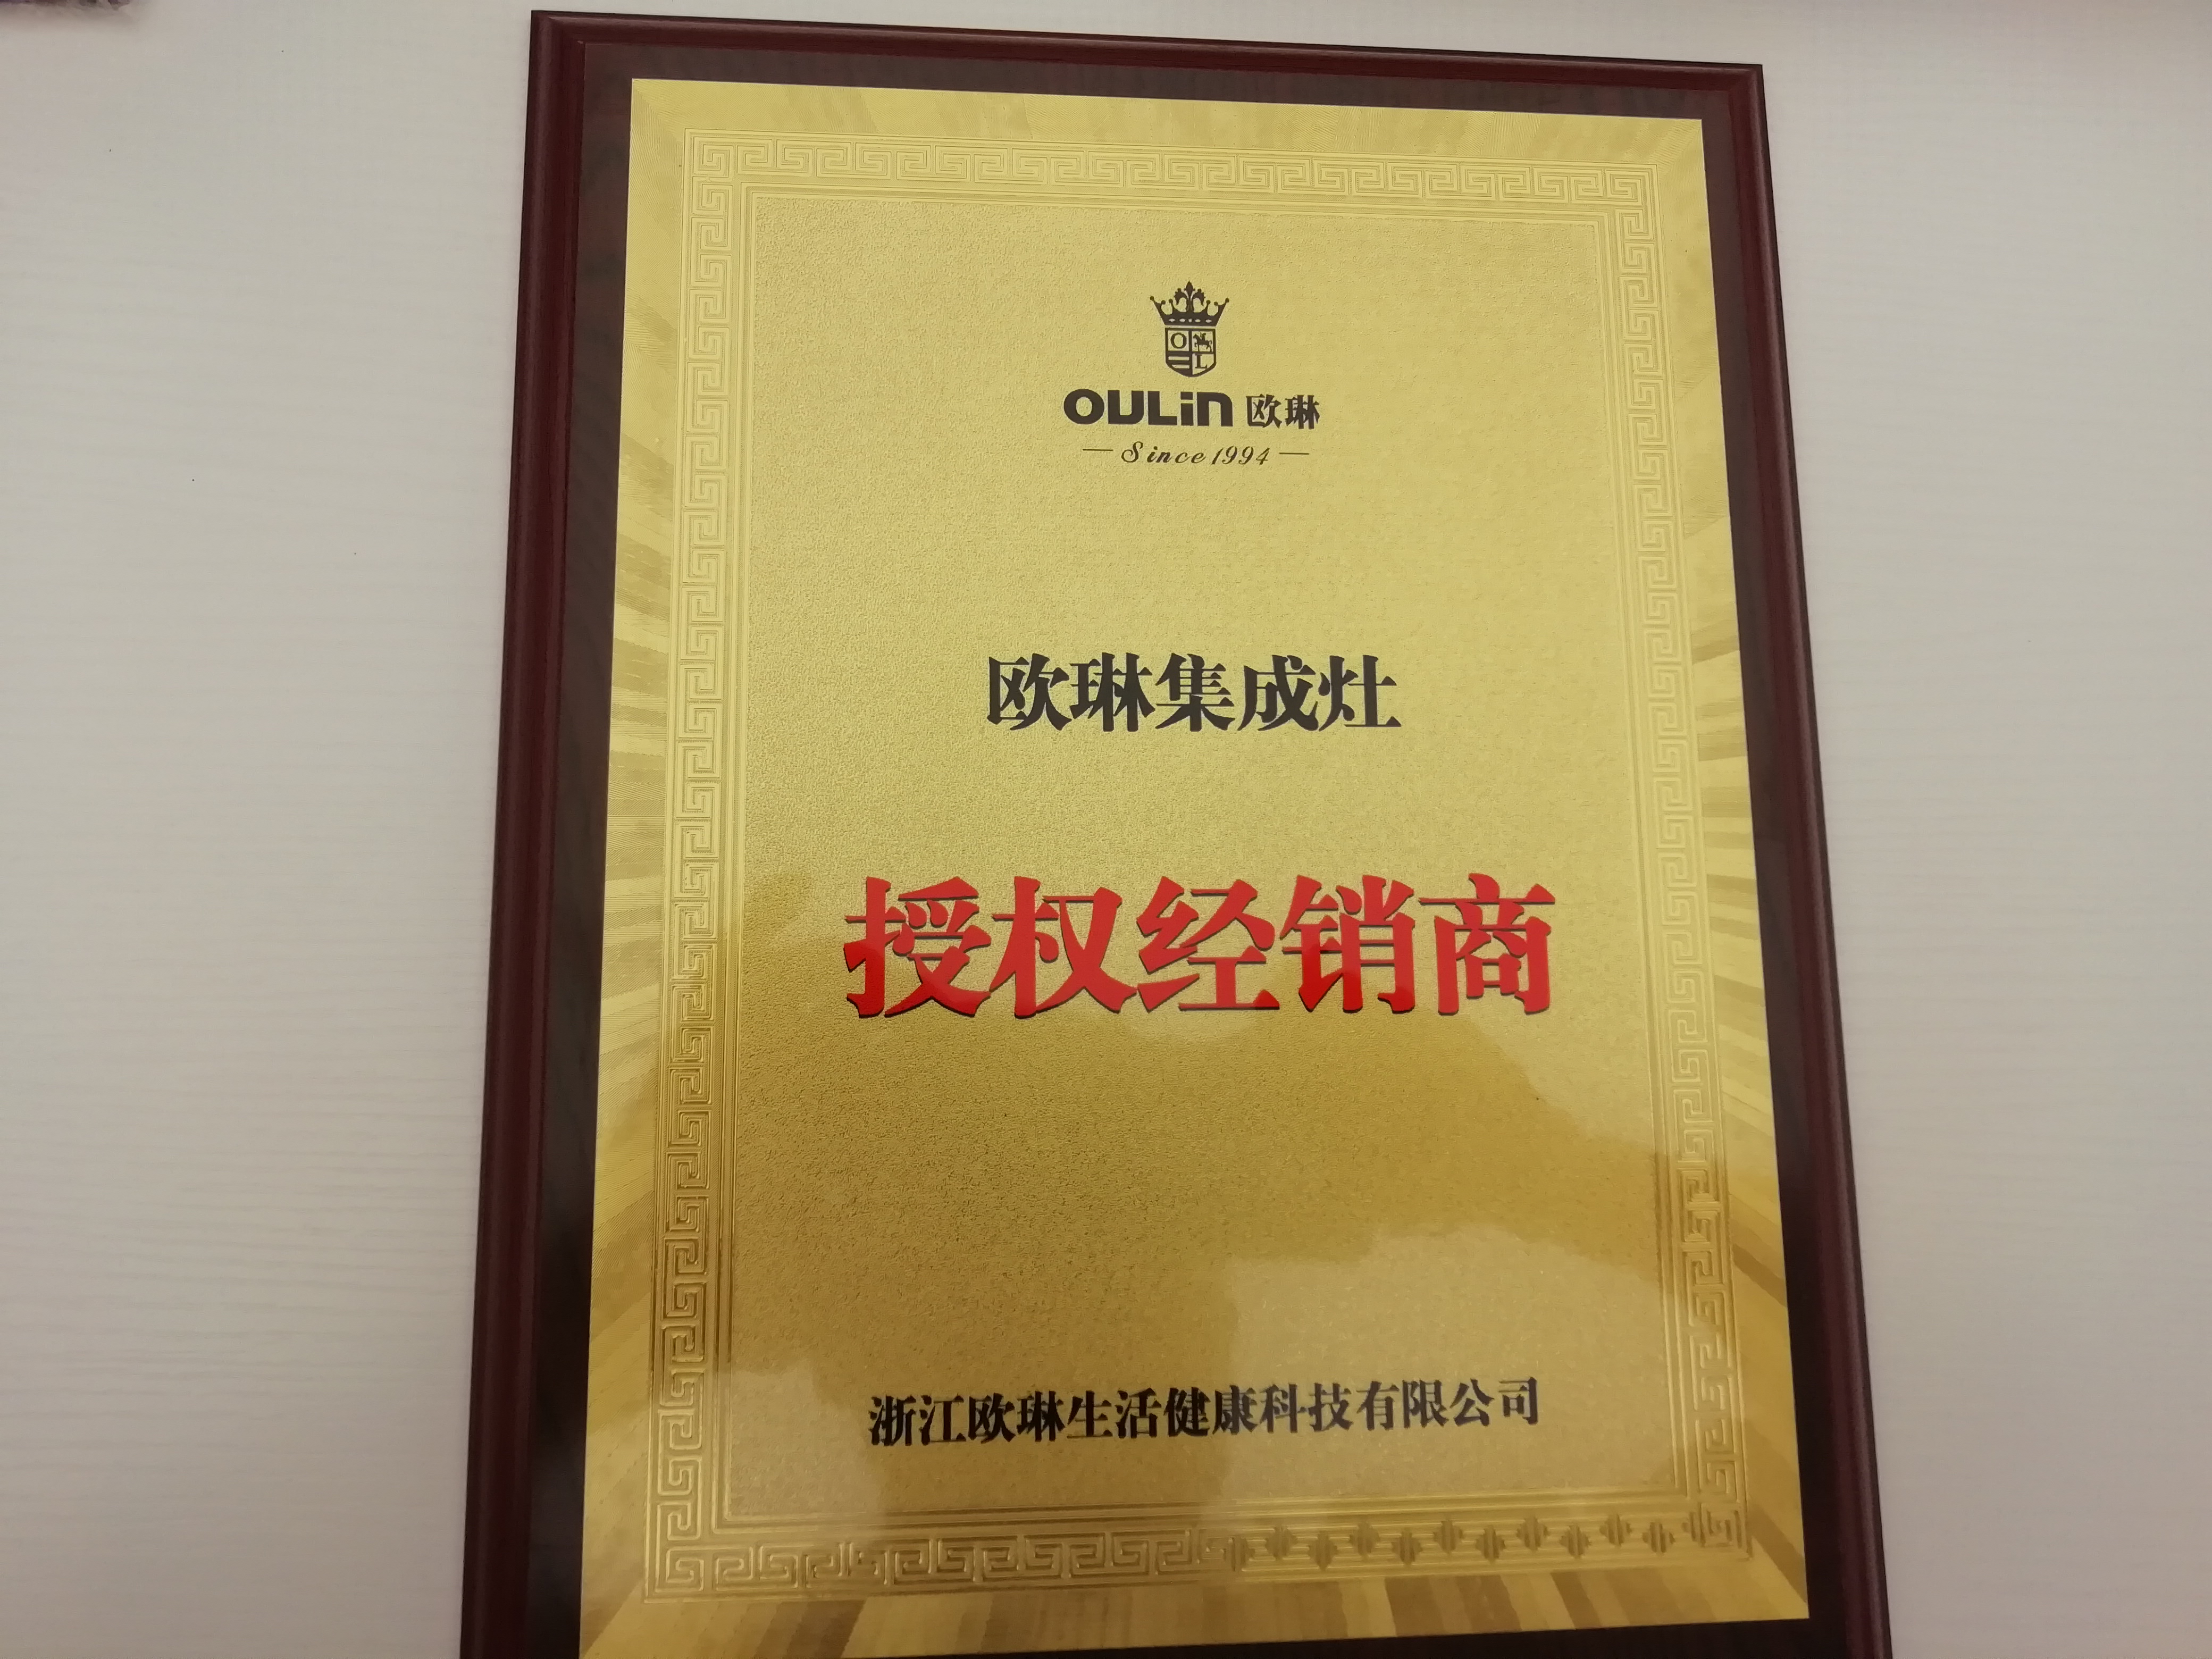 O
L
OULiN 欧琳
Since 1994
欧琳集成灶
授权经销商
浙江欧琳生活健康科技有限公司